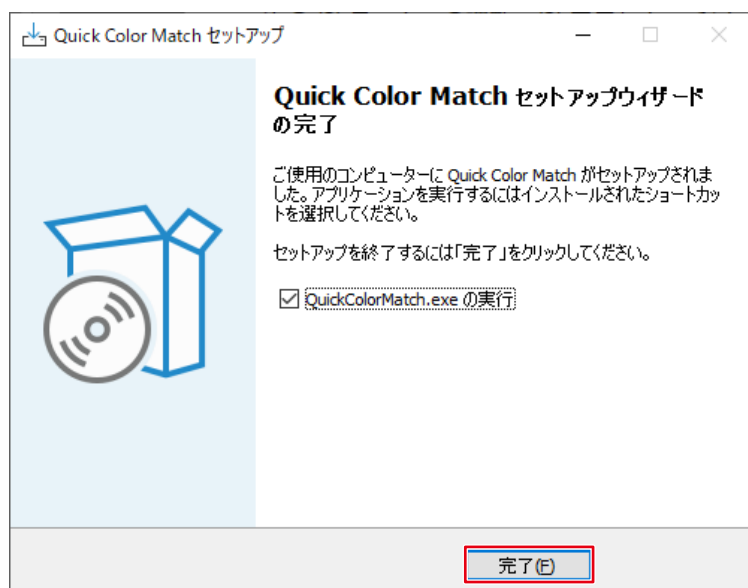 Quick Color Match セットアップ
Quick Color Match セットアップウィザード
の完了
ご使用のコンピューターに Quick Color Match がセットアップされま
した。アプリケーションを実行するにはインストールされたショートカッ
トを選択してください。
セットアップを終了するには「完了」をクリックしてください。
QuickColorMatch.exe の実行
完了(F)